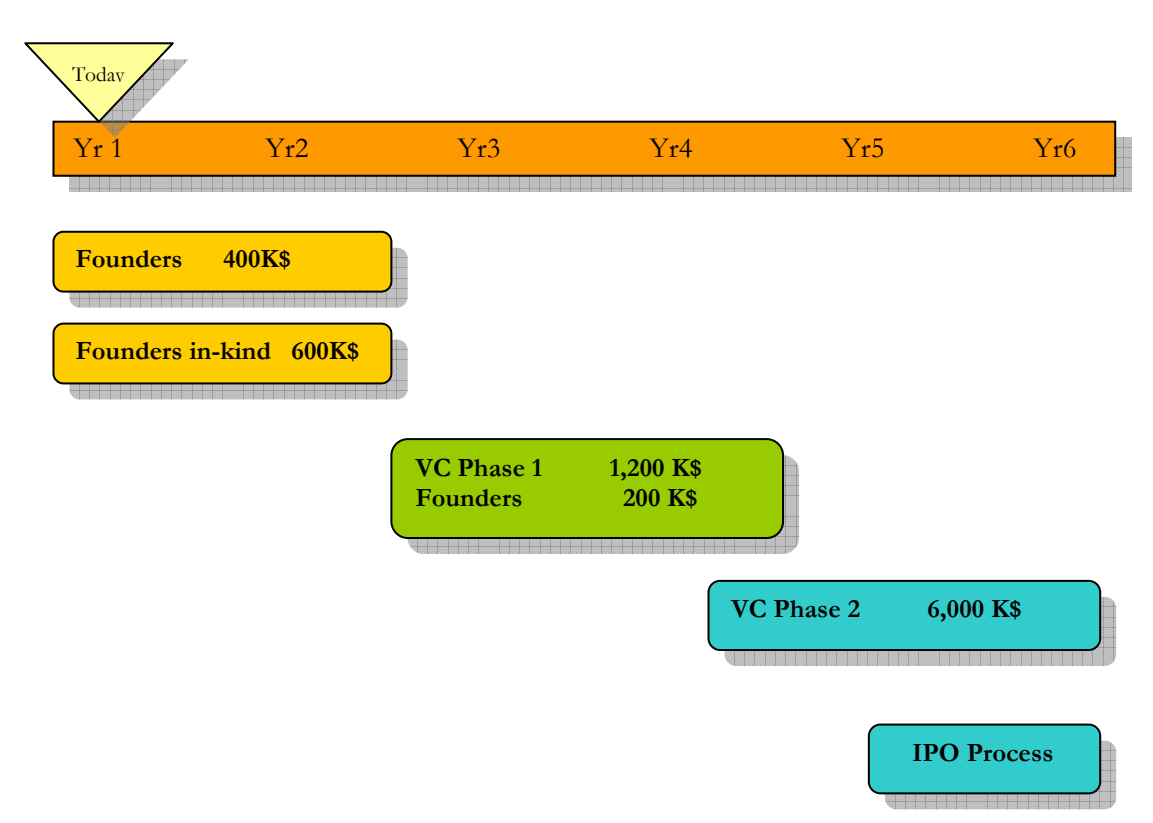 Today
Yr 1 Yr2 Yr3 Yr4 Yr5 Yr6
Founders 400K$
Founders in-kind 600K$
VC Phase 1 1,200 K$
Founders 200 K$
VC Phase 2 6,000 K$
IPO Process